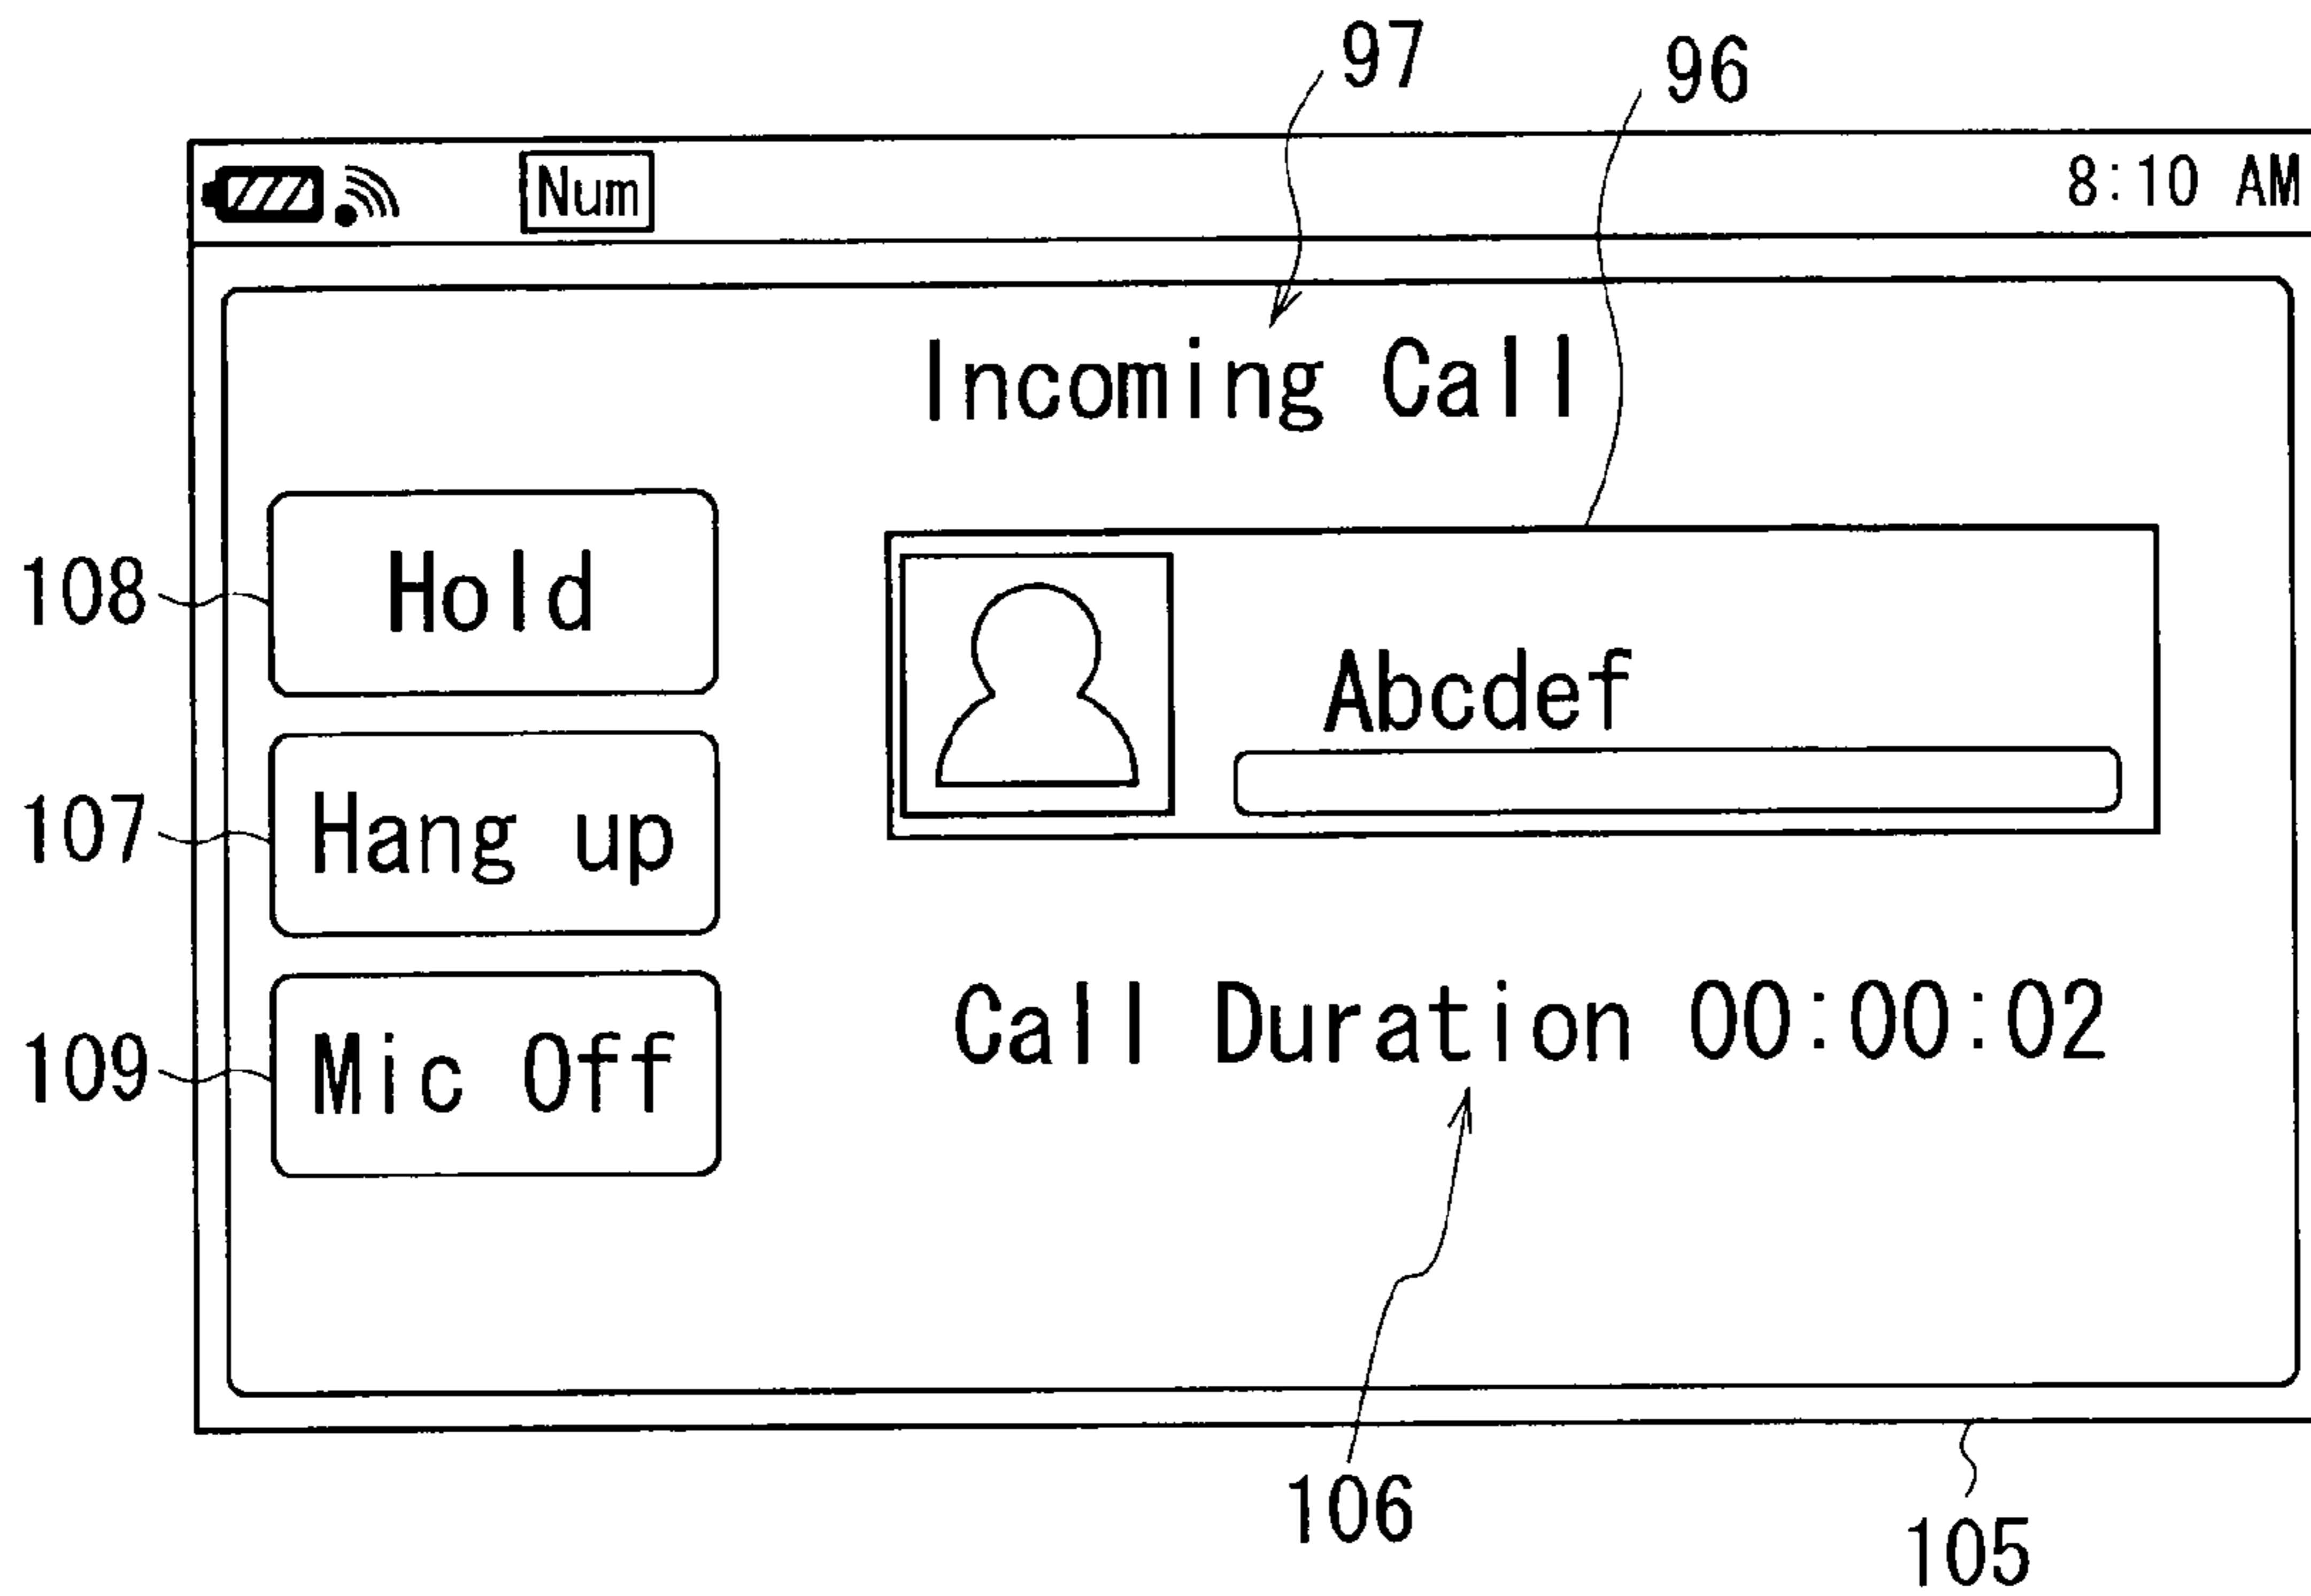 97
96
Num
8:10 AM
Incoming Call
108
Hold
Abcdef
107
Hang up
Call Duration 00:00:02
109
Mic Off
106
105